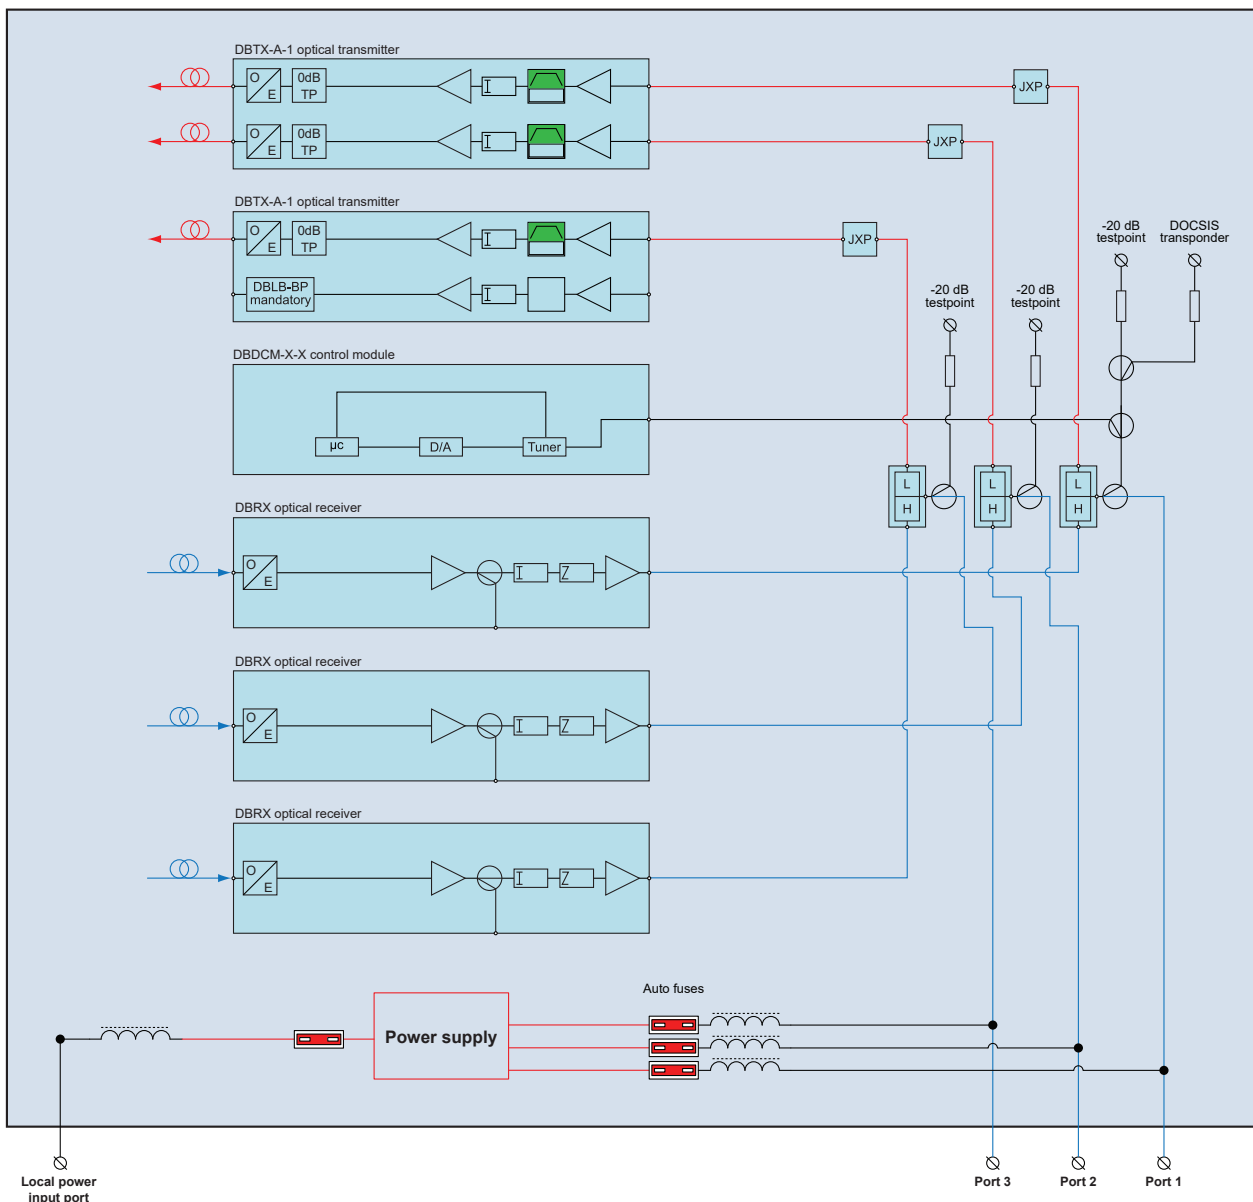 DBTX-A-1 optical transmitter
O
E
0dB
TP
JXP
O
E
0dB
TP
JXP
DBTX-A-1 optical transmitter
O
E
0dB
TP
JXP
-20 dB
testpoint
DOCSIS
transponder
DBLB-BP
mandatory
-20 dB
testpoint
-20 dB
testpoint
DBDCM-X-X control module
µc
D/A
Tuner
L
H
L
H
L
H
DBRX optical receiver
O
E
DBRX optical receiver
O
E
DBRX optical receiver
O
E
Auto fuses
Power supply
Local power
input port
Port 3
Port 2
Port 1